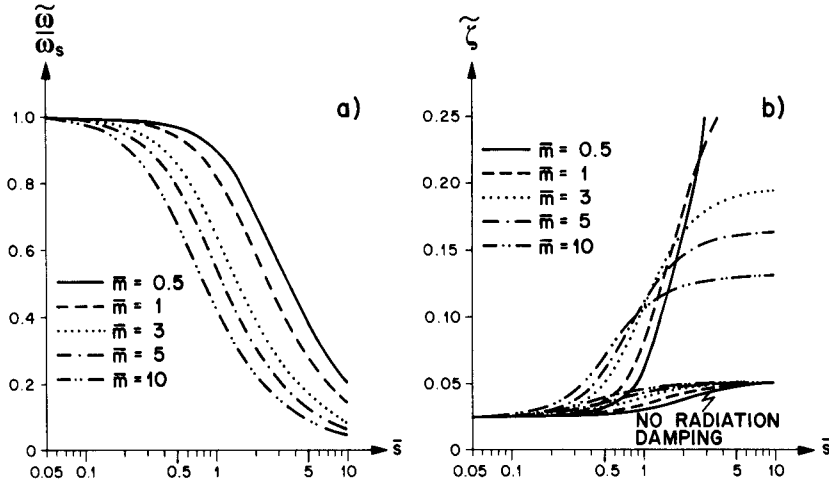 ω̃
ωs
a)
1.0
0.8
0.6
0.4
0.2
0
m̄ = 0.5
m̄ = 1
m̄ = 3
m̄ = 5
m̄ = 10
0.05 0.1 0.5 1 5 10
s̄
ζ̃
b)
0.25
0.20
0.15
0.10
0.05
0
m̄ = 0.5
m̄ = 1
m̄ = 3
m̄ = 5
m̄ = 10
NO RADIATION
DAMPING
0.05 0.1 0.5 1 5 10
s̄